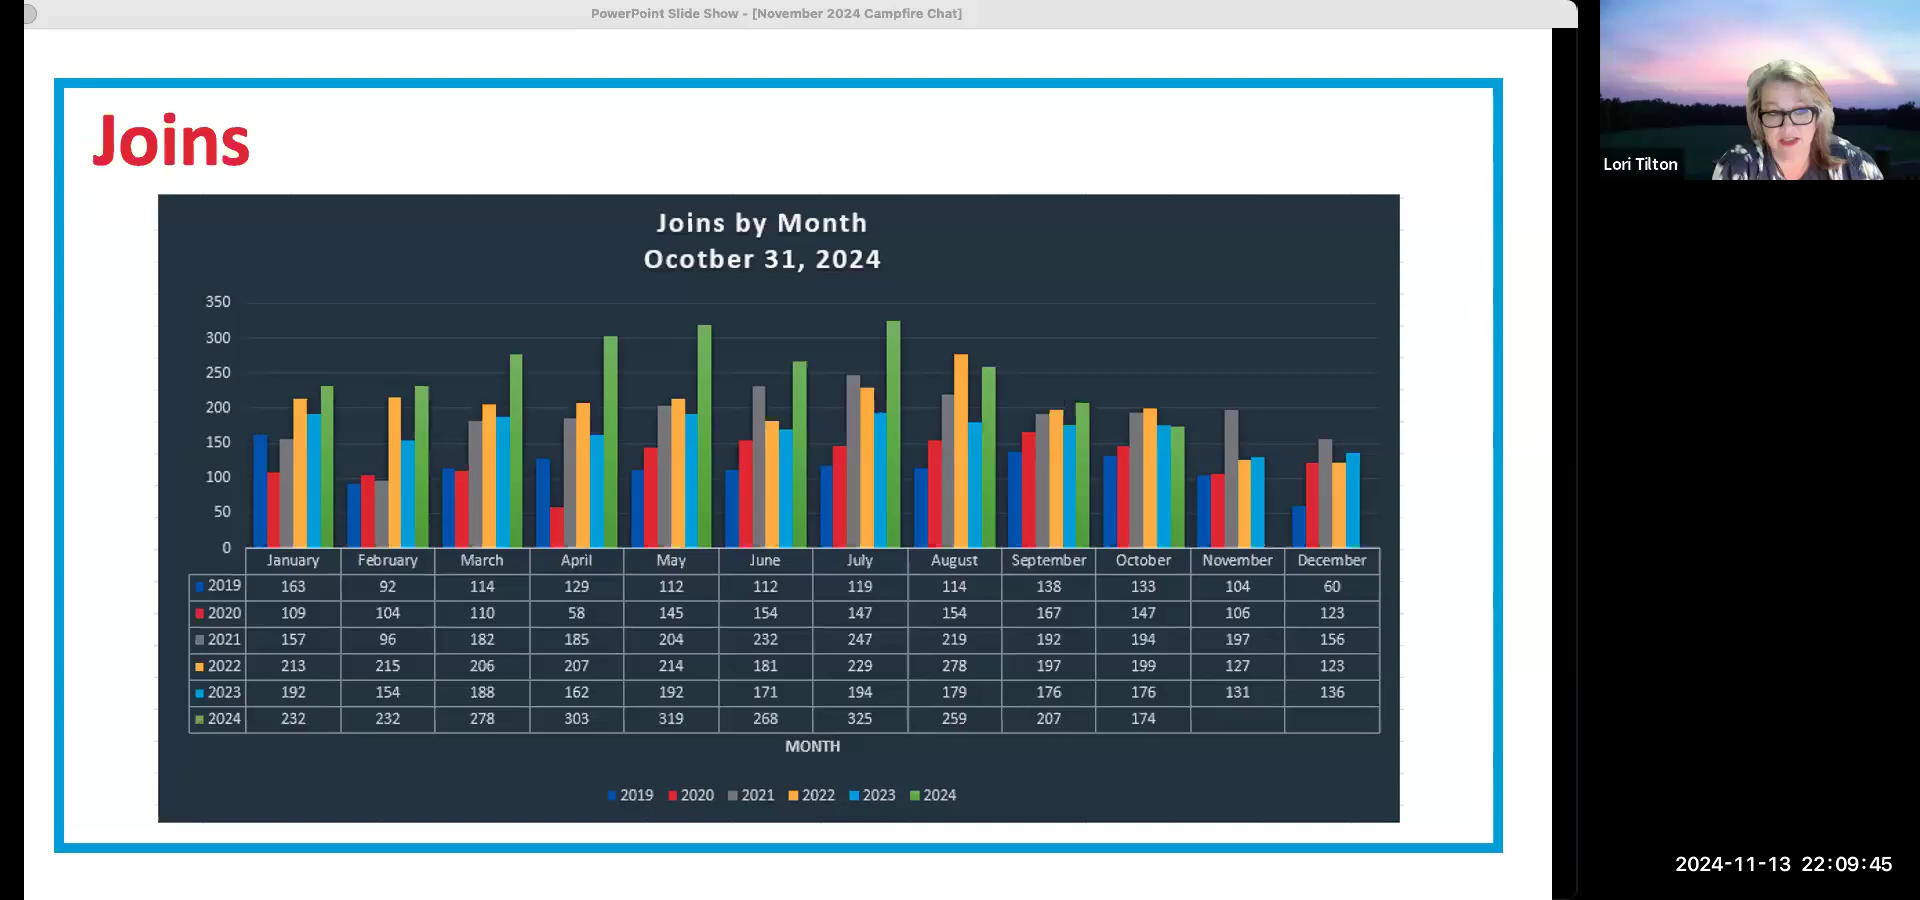 PowerPoint Slide Show - [November 2024 Campfire Chat]
Joins
Joins by Month
Ocotber 31, 2024
350
300
250
200
150
100
50
0
January February March April May June July August September October November December
2019 163 92 114 129 112 112 119 114 138 133 104 60
2020 109 104 110 58 145 154 147 154 167 147 106 123
2021 157 96 182 185 204 232 247 219 192 194 197 156
2022 213 215 206 207 214 181 229 278 197 199 127 123
2023 192 154 188 162 192 171 194 179 176 176 131 136
2024 232 232 278 303 319 268 325 259 207 174
MONTH
2019 2020 2021 2022 2023 2024
Lori Tilton
2024-11-13 22:09:45